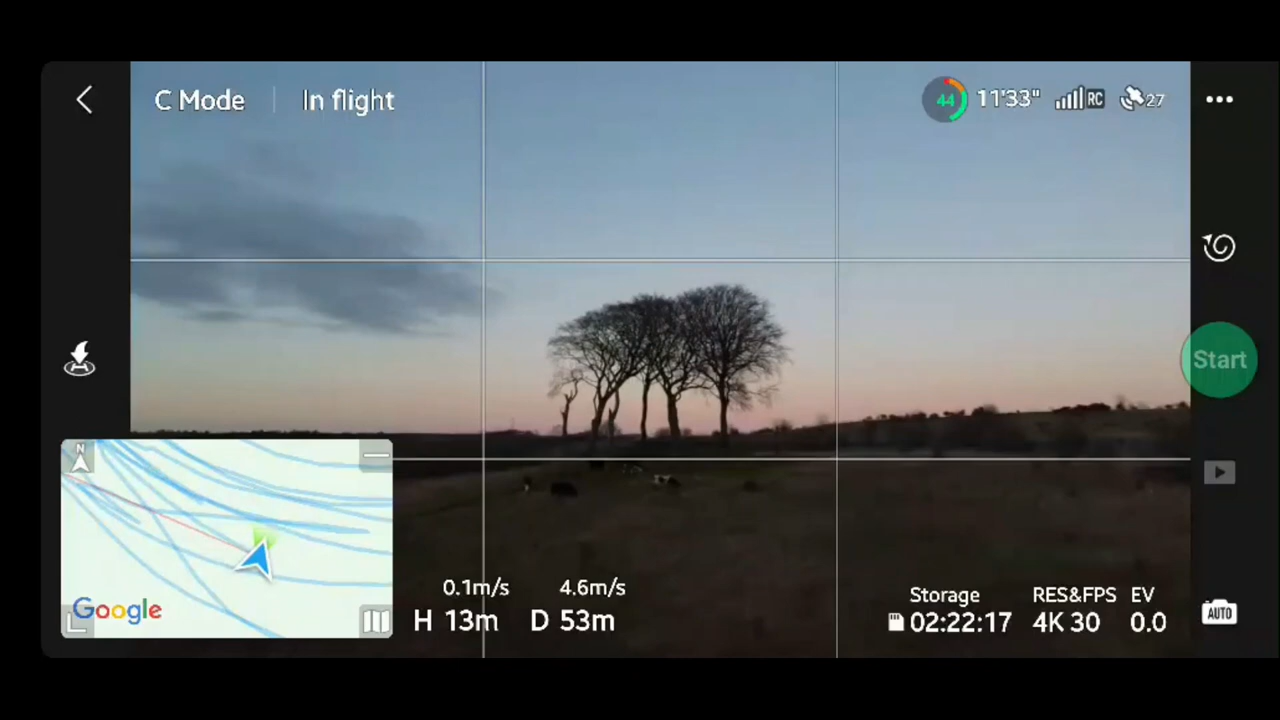 C Mode In flight 44 11'33" RC 27
Start
N
Google
0.1m/s 4.6m/s
H 13m D 53m
Storage RES&FPS EV
02:22:17 4K 30 0.0
AUTO